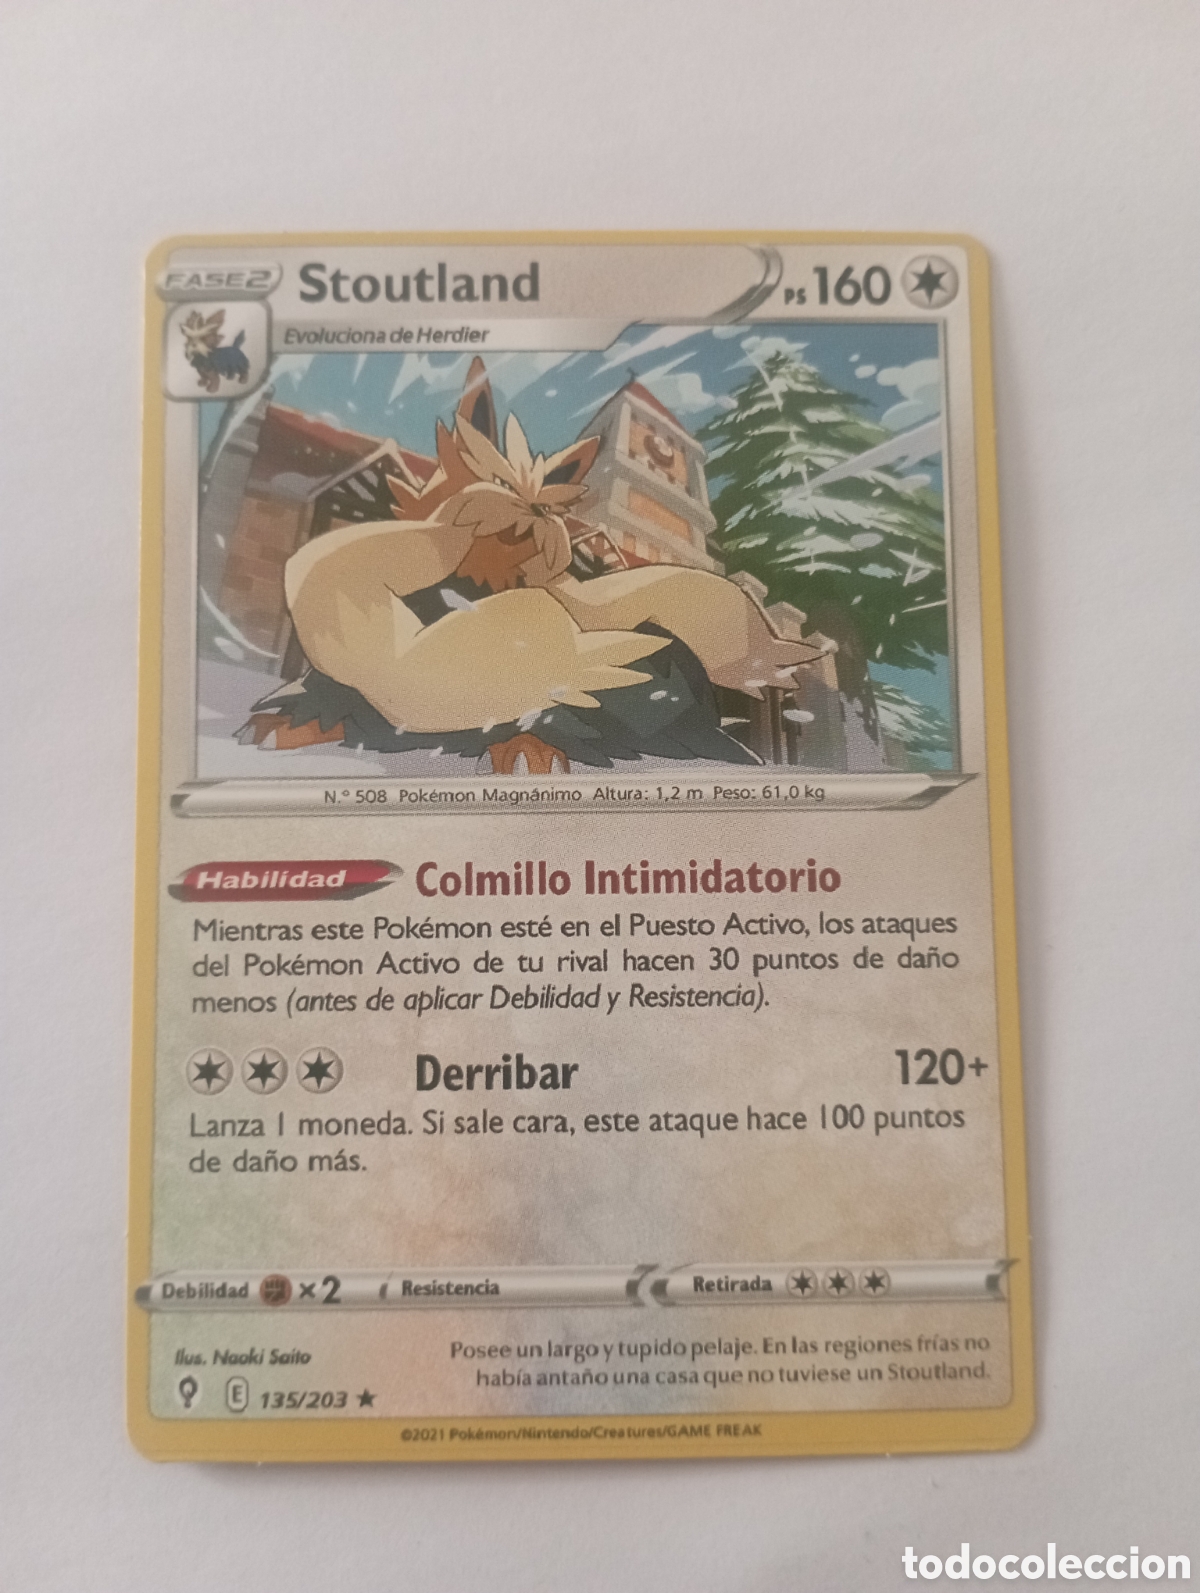 FASE 2 Stoutland PS 160
Evoluciona de Herdier
N.º 508 Pokémon Magnánimo Altura: 1,2 m Peso: 61,0 kg
Habilidad Colmillo Intimidatorio
Mientras este Pokémon esté en el Puesto Activo, los ataques
del Pokémon Activo de tu rival hacen 30 puntos de daño
menos (antes de aplicar Debilidad y Resistencia).
Derribar 120+
Lanza 1 moneda. Si sale cara, este ataque hace 100 puntos
de daño más.
Debilidad ×2 Resistencia Retirada
Ilus. Naoki Saito
Posee un largo y tupido pelaje. En las regiones frías no
había antaño una casa que no tuviese un Stoutland.
E 135/203 ★
©2021 Pokémon/Nintendo/Creatures/GAME FREAK
todocoleccion